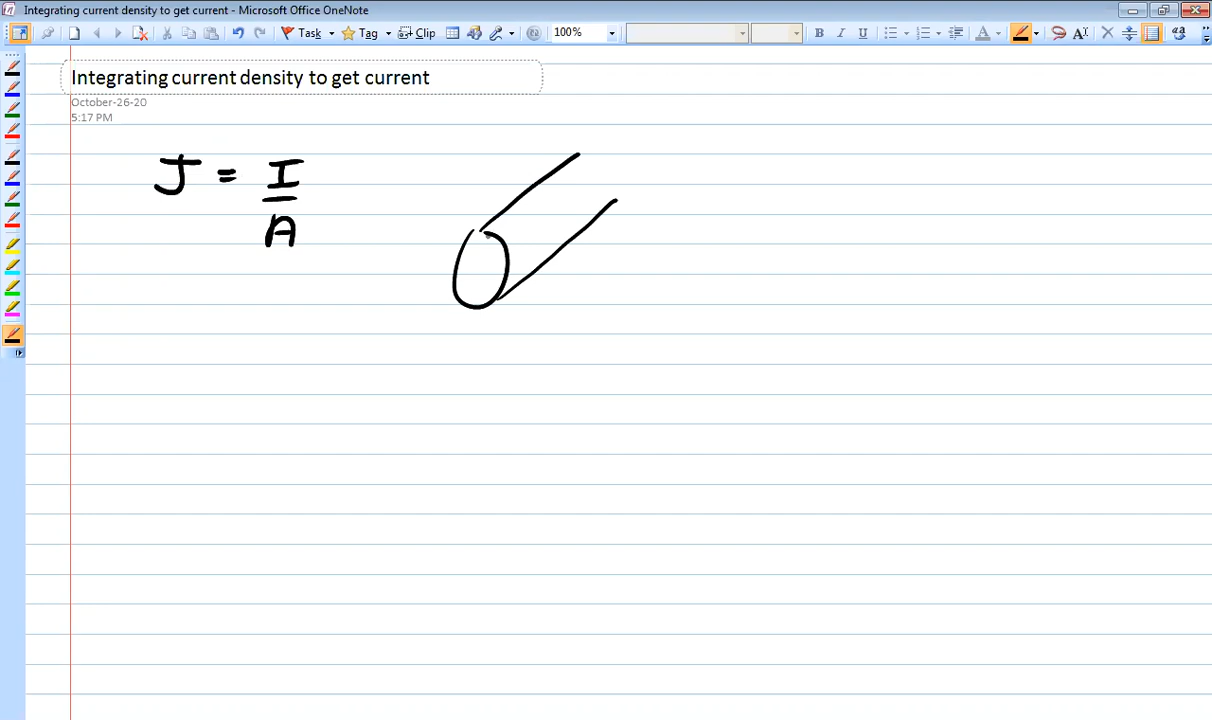 Integrating current density to get current - Microsoft Office OneNote
Task Tag Clip 100% B I U A A
Integrating current density to get current
October-26-20
5:17 PM
J = I
A